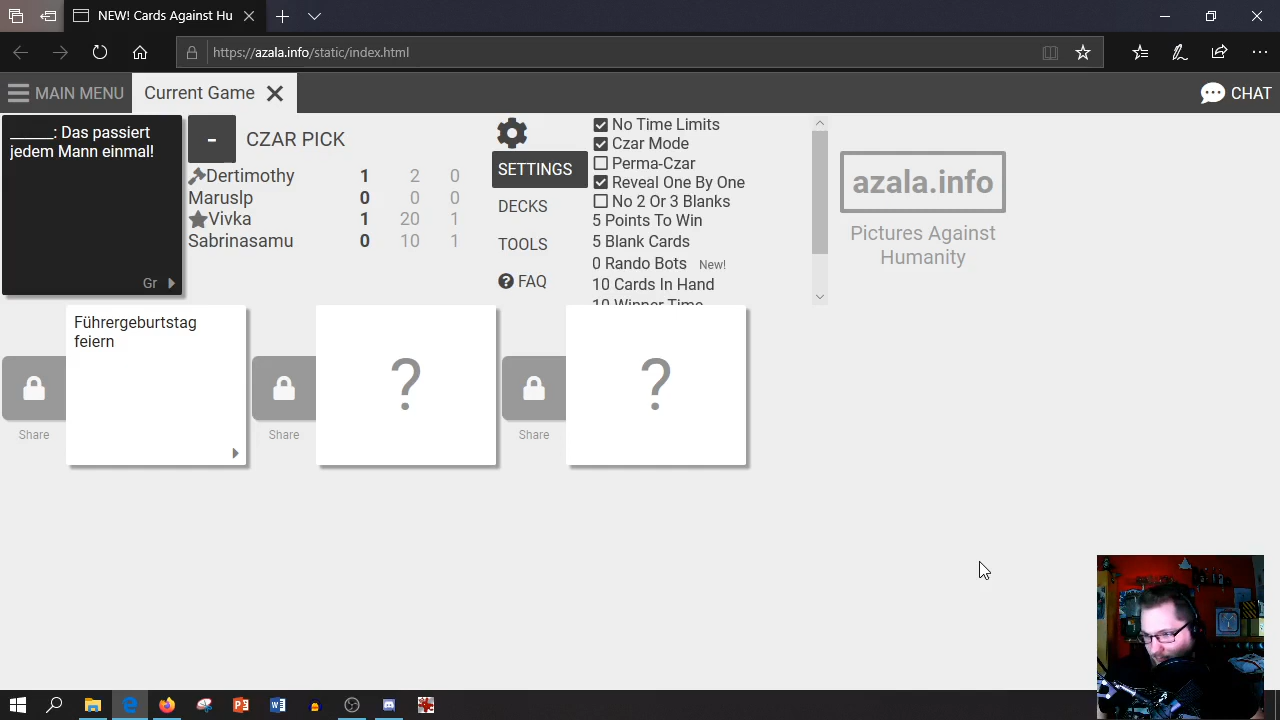 NEW! Cards Against Hu
https://azala.info/static/index.html
MAIN MENU
Current Game
CHAT
______: Das passiert
jedem Mann einmal!
Gr
-
CZAR PICK
Dertimothy 1 2 0
Maruslp 0 0 0
Vivka 1 20 1
Sabrinasamu 0 10 1
SETTINGS
DECKS
TOOLS
FAQ
No Time Limits
Czar Mode
Perma-Czar
Reveal One By One
No 2 Or 3 Blanks
5 Points To Win
5 Blank Cards
0 Rando Bots New!
10 Cards In Hand
10 Winner Time
azala.info
Pictures Against
Humanity
Führergeburtstag
feiern
?
?
Share
Share
Share